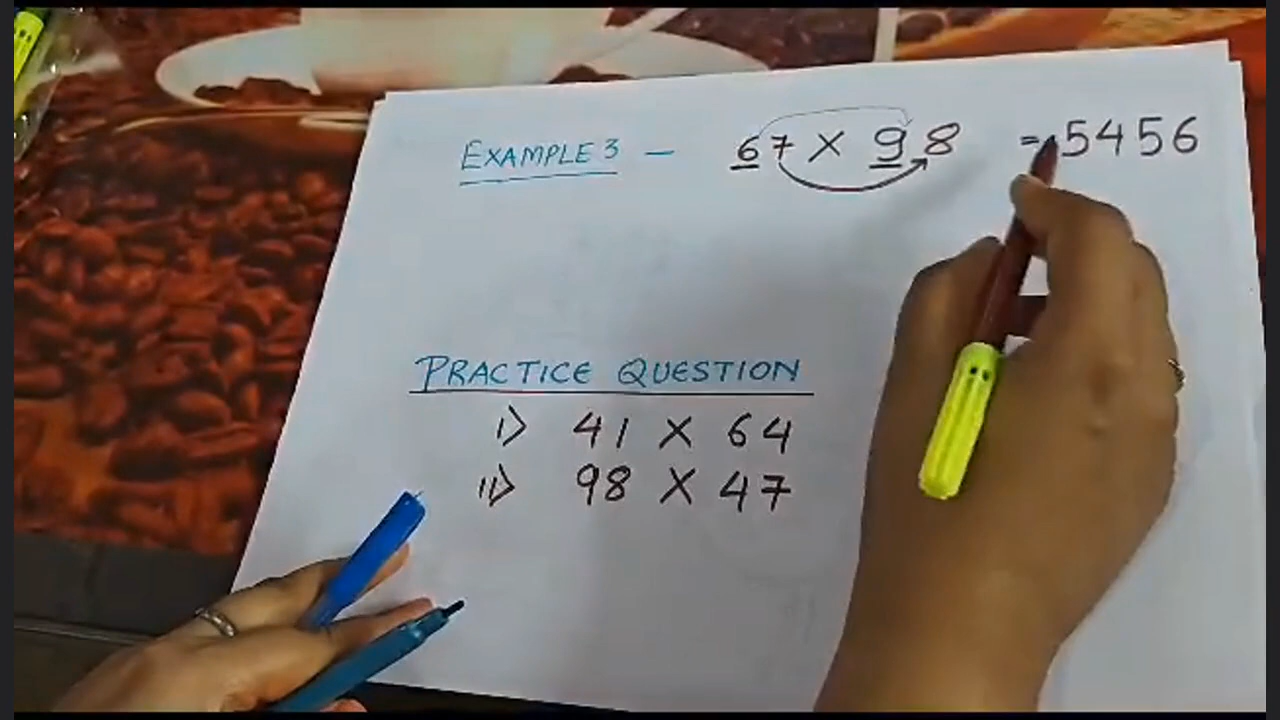 EXAMPLE 3 - 67 X 98 = 5456
PRACTICE QUESTION
I) 41 X 64
II) 98 X 47